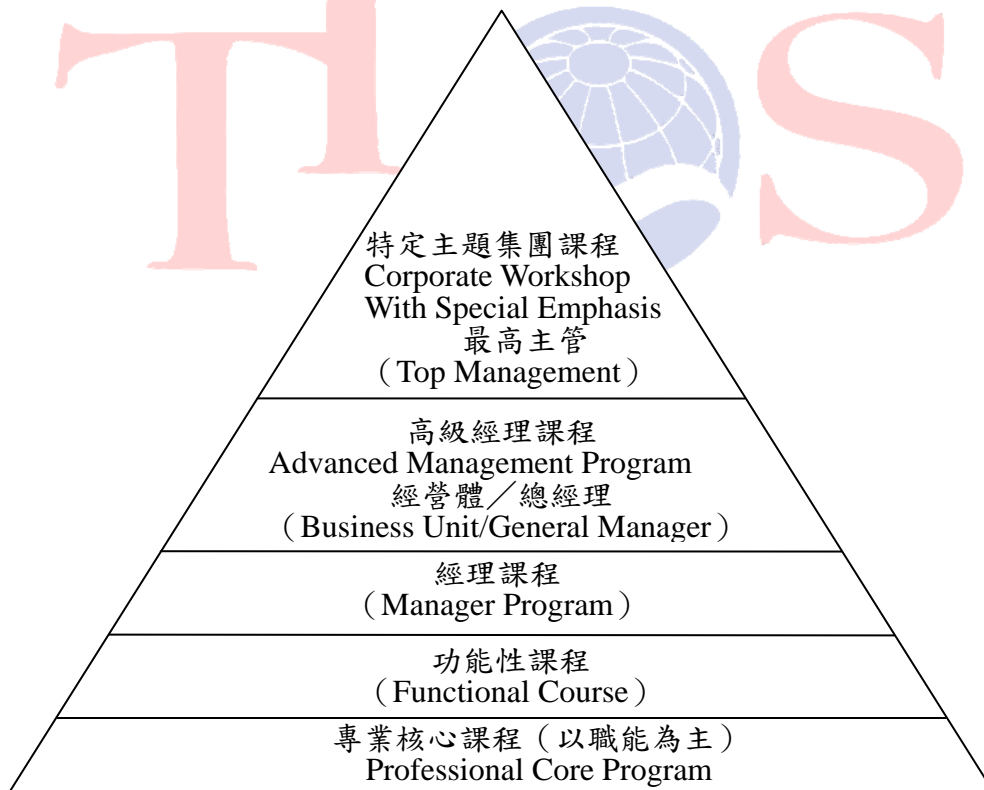 特定主題集團課程
Corporate Workshop
With Special Emphasis
最高主管
（Top Management）
高級經理課程
Advanced Management Program
經營體／總經理
（Business Unit/General Manager）
經理課程
（Manager Program）
功能性課程
（Functional Course）
專業核心課程（以職能為主）
Professional Core Program